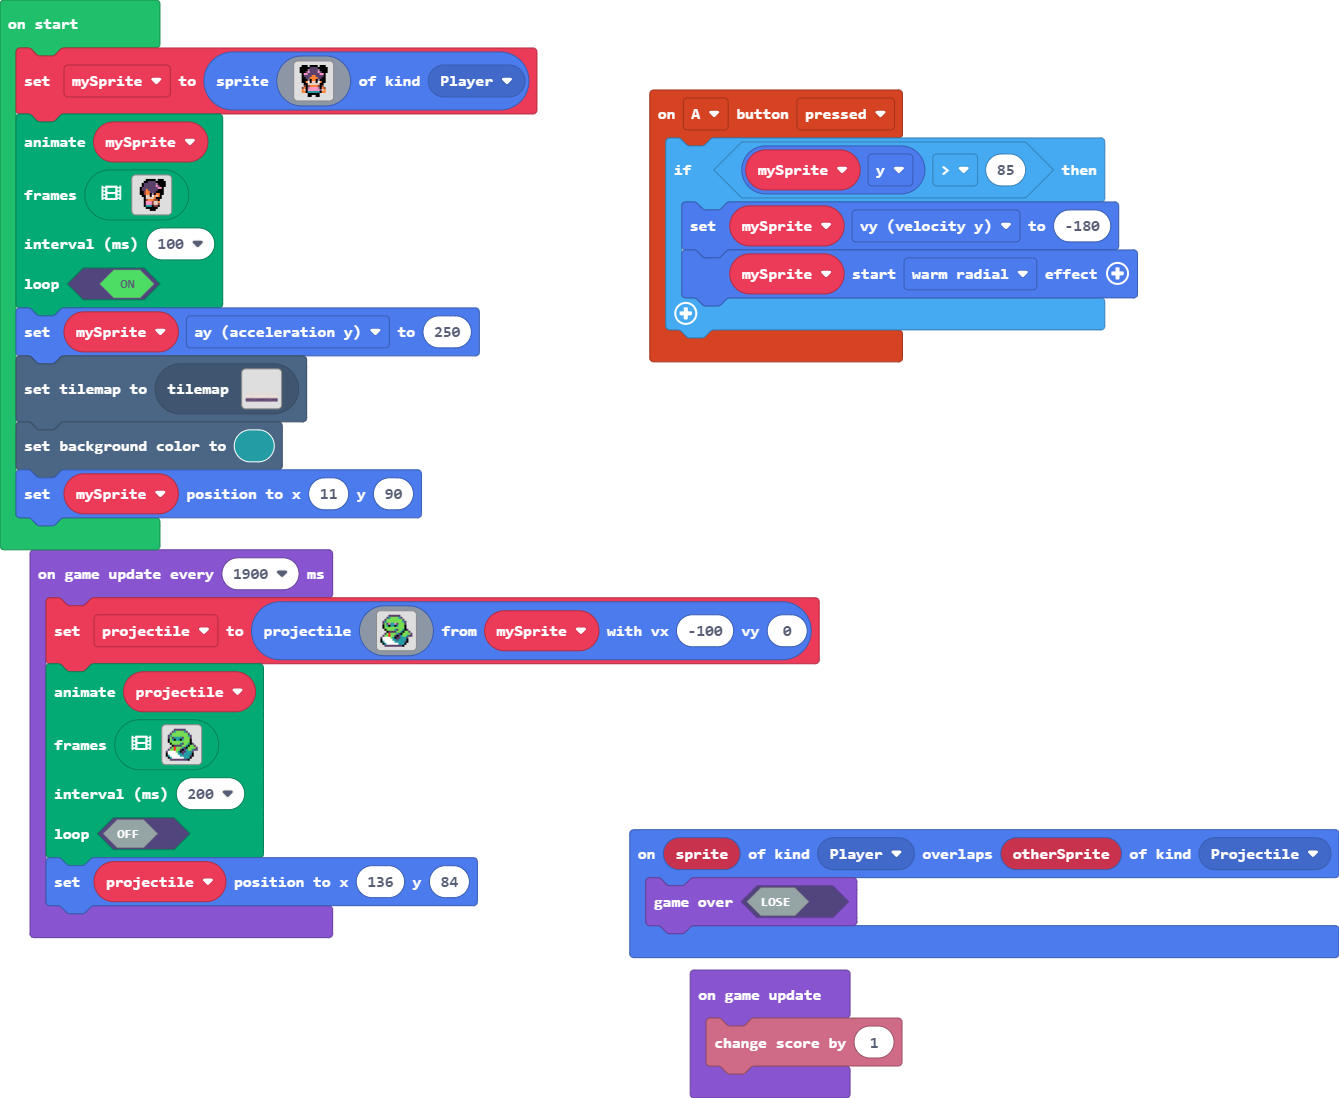 on start
set mySprite to sprite of kind Player
animate mySprite
frames
interval (ms) 100
loop ON
set mySprite ay (acceleration y) to 250
set tilemap to tilemap
set background color to
set mySprite position to x 11 y 90
on A button pressed
if mySprite y > 85 then
set mySprite vy (velocity y) to -180
mySprite start warm radial effect
on game update every 1900 ms
set projectile to projectile from mySprite with vx -100 vy 0
animate projectile
frames
interval (ms) 200
loop OFF
set projectile position to x 136 y 84
on sprite of kind Player overlaps otherSprite of kind Projectile
game over LOSE
on game update
change score by 1